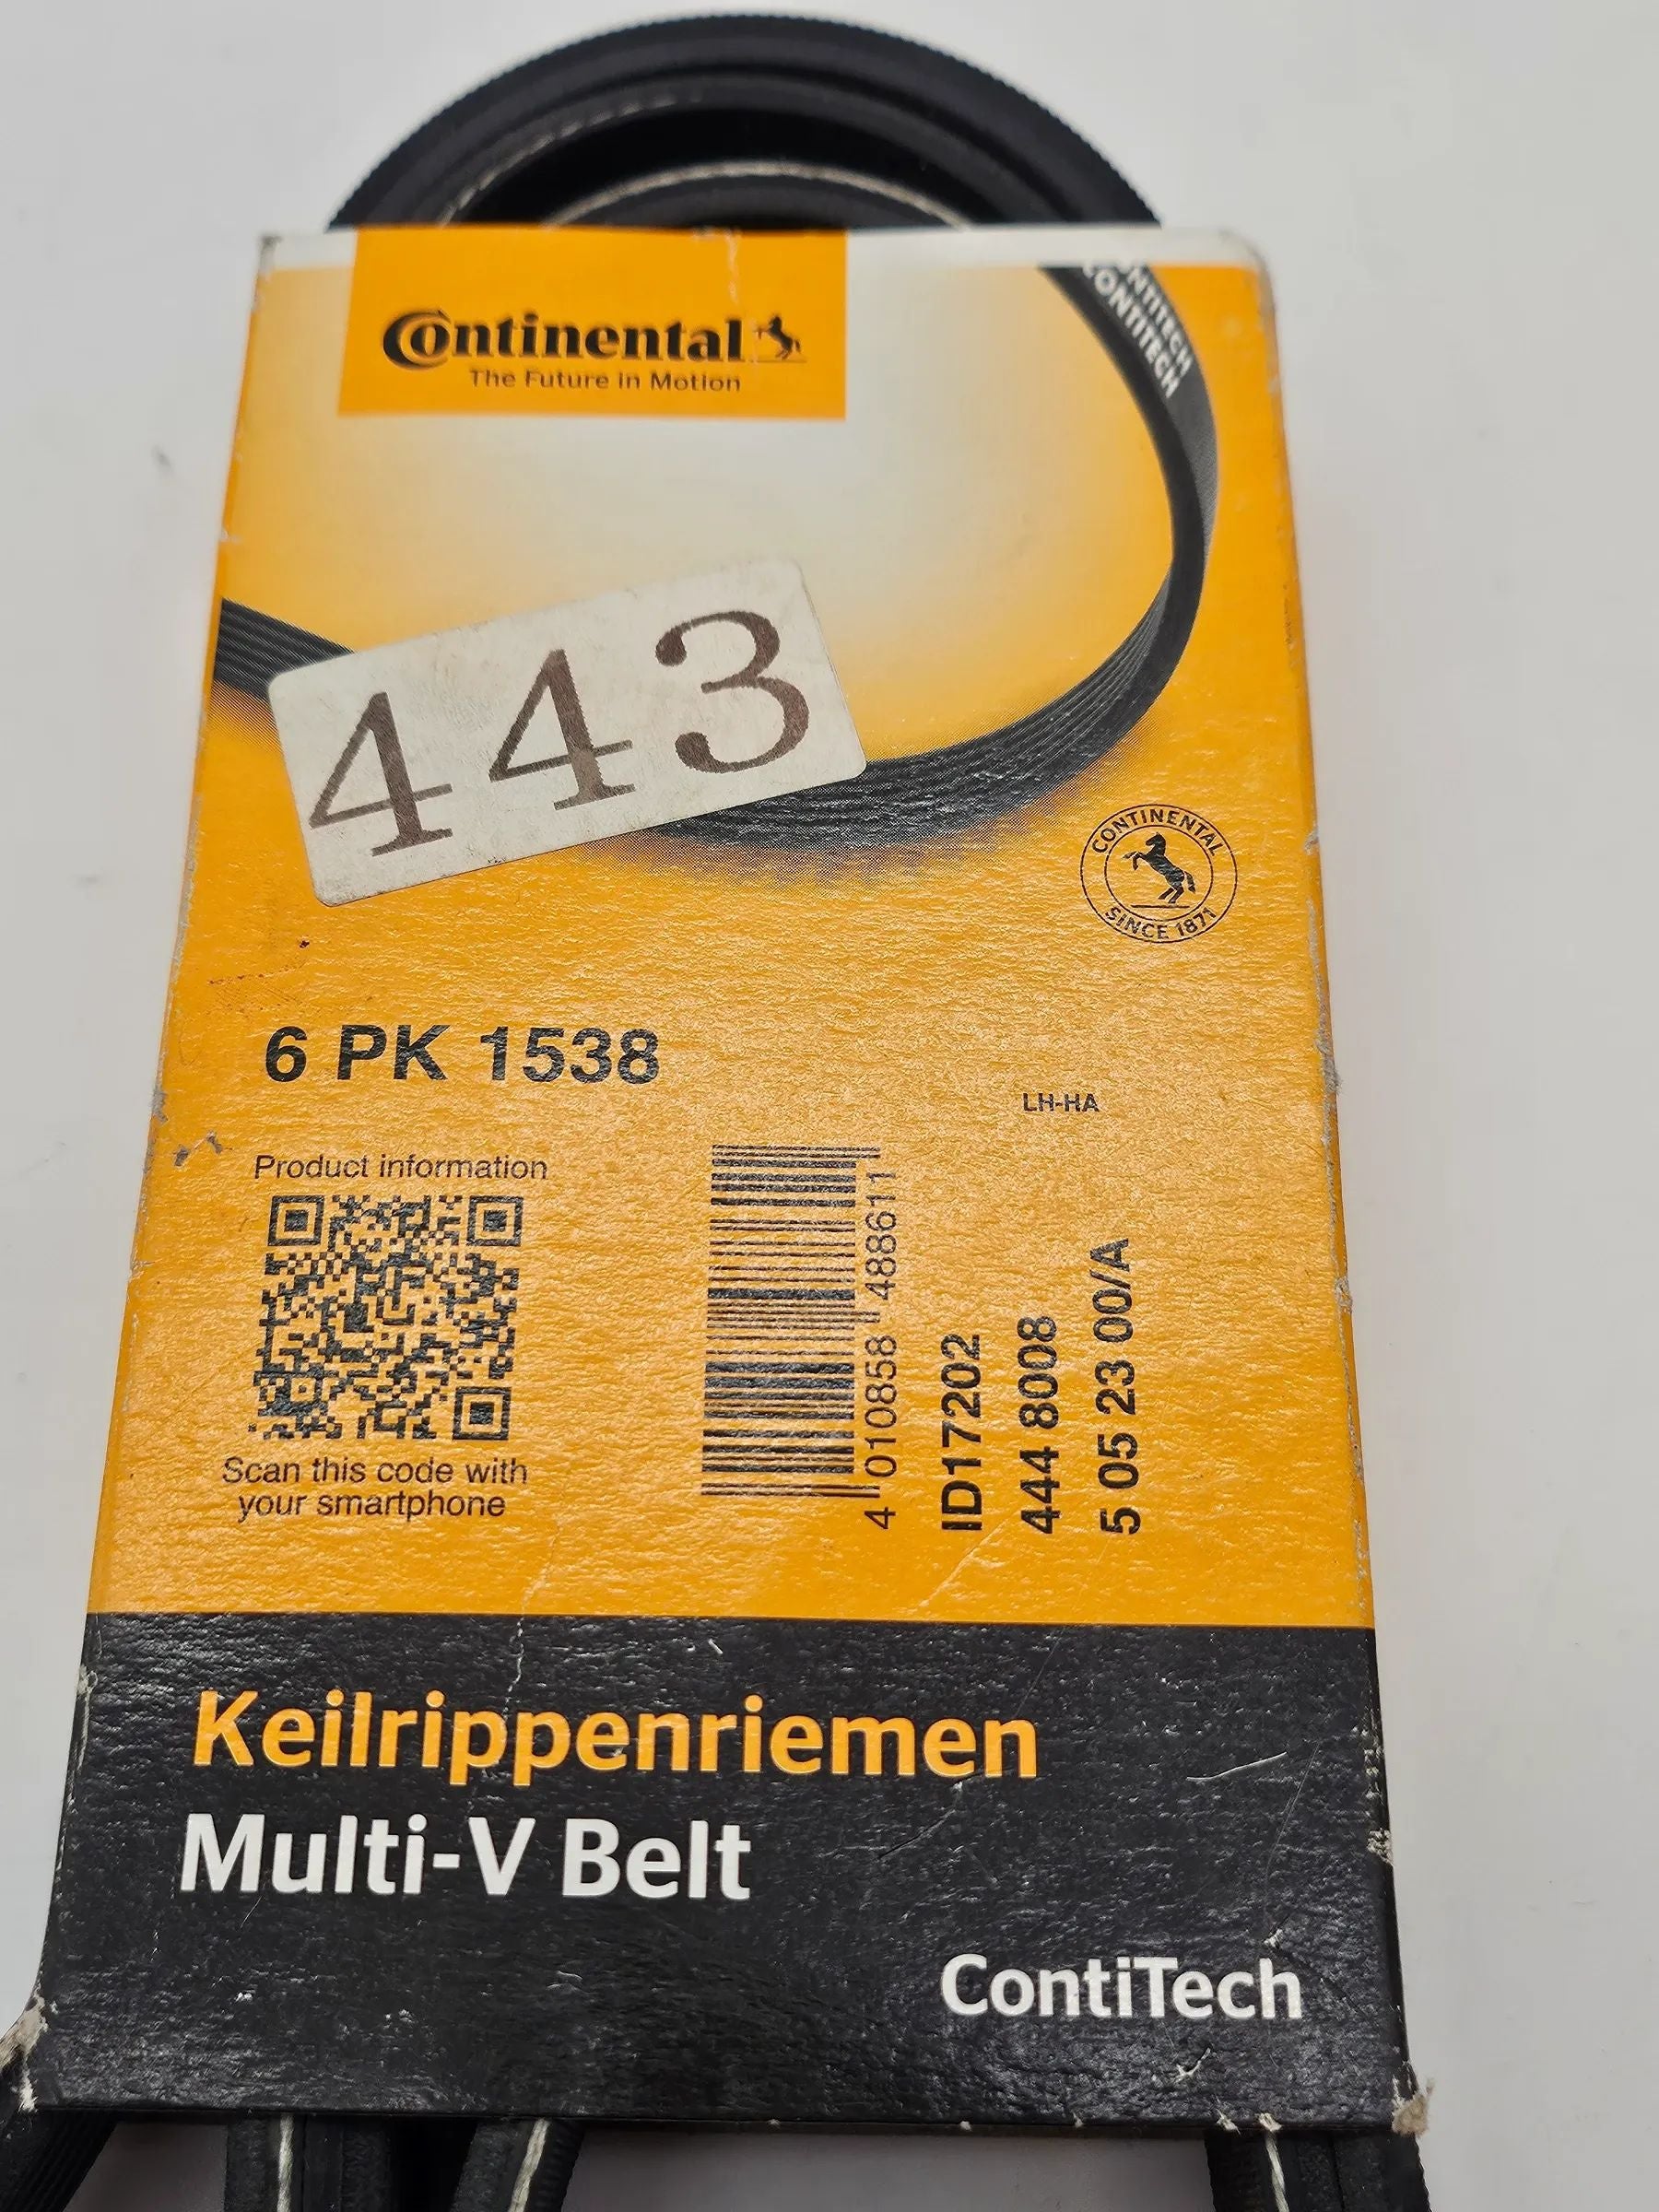 Continental
The Future in Motion
CONTITECH
443
CONTINENTAL
SINCE 1871
6 PK 1538
LH-HA
Product information
Scan this code with
your smartphone
4 010858 488611
ID17202
444 8008
5 05 23 00/A
Keilrippenriemen
Multi-V Belt
ContiTech